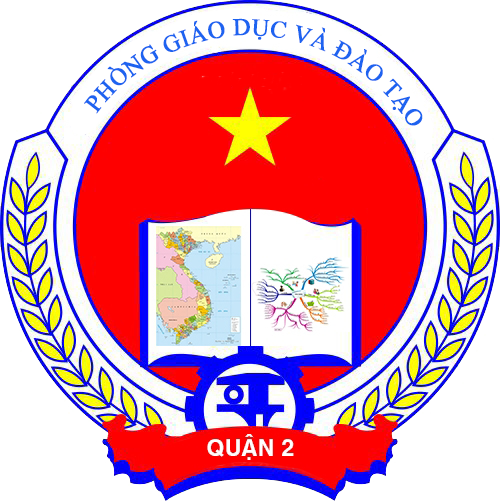 PHÒNG GIÁO DỤC VÀ ĐÀO TẠO
QUẬN 2